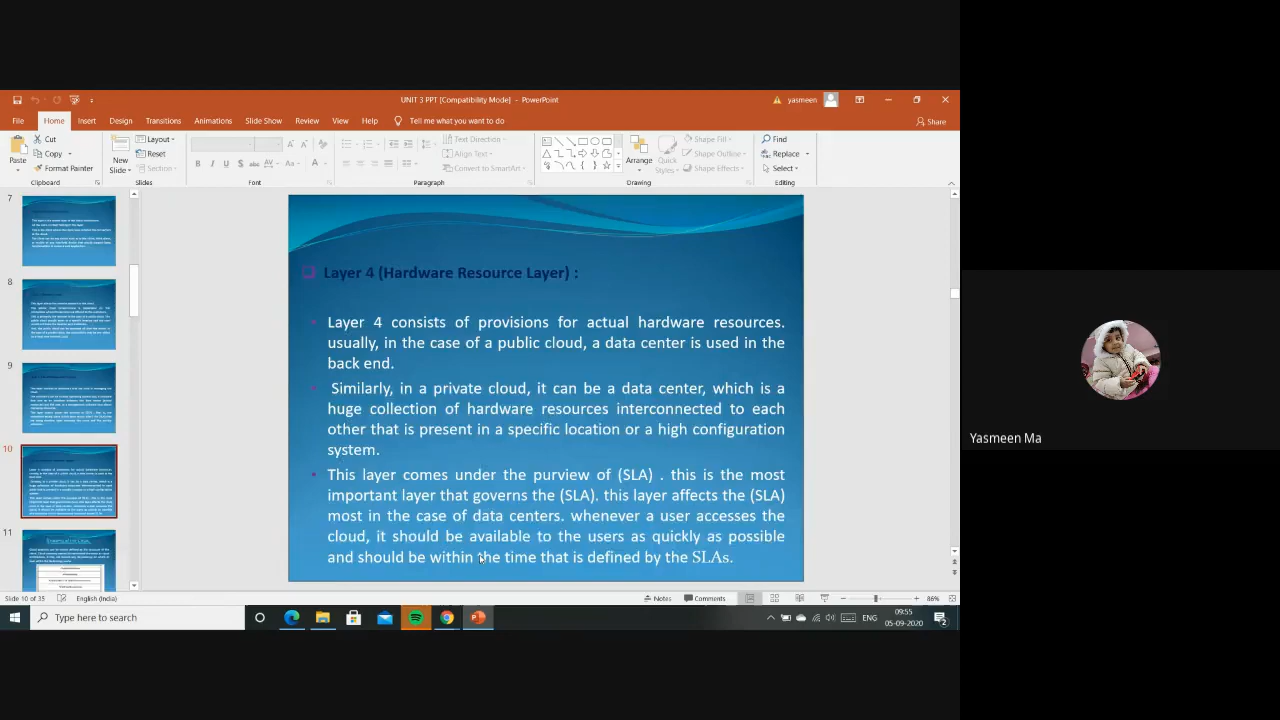 UNIT 3 PPT [Compatibility Mode] - PowerPoint
yasmeen
File Home Insert Design Transitions Animations Slide Show Review View Help Tell me what you want to do
Share
Paste
Cut
Copy
Format Painter
Clipboard
New
Slide
Layout
Reset
Section
Slides
B I U S abc AV Aa A
Font
Text Direction
Align Text
Convert to SmartArt
Paragraph
Arrange
Quick
Styles
Shape Fill
Shape Outline
Shape Effects
Drawing
Find
Replace
Select
Editing
7
8
9
10
11
Layer 4 (Hardware Resource Layer) :
Layer 4 consists of provisions for actual hardware resources.
usually, in the case of a public cloud, a data center is used in the
back end.
Similarly, in a private cloud, it can be a data center, which is a
huge collection of hardware resources interconnected to each
other that is present in a specific location or a high configuration
system.
This layer comes under the purview of (SLA) . this is the most
important layer that governs the (SLA). this layer affects the (SLA)
most in the case of data centers. whenever a user accesses the
cloud, it should be available to the users as quickly as possible
and should be within the time that is defined by the SLAs.
Yasmeen Ma
Slide 10 of 35 English (India)
Notes Comments 86%
Type here to search
ENG
09:55
05-09-2020
2